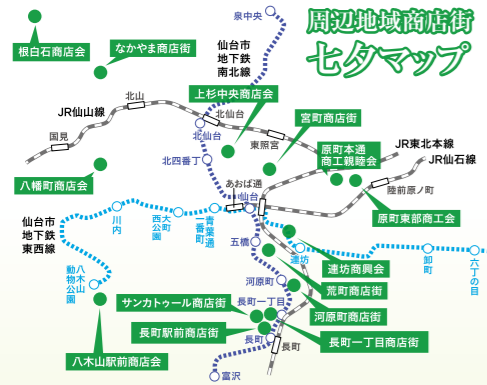 周辺地域商店街
七夕マップ
泉中央
仙台市
地下鉄
南北線
根白石商店会
なかやま商店街
上杉中央商店会
北山
JR仙山線
北仙台
北仙台
国見
東照宮
宮町商店街
原町本通
商工親睦会
JR東北本線
JR仙石線
北四番丁
八幡町商店会
陸前原ノ町
あおば通
仙台
原町東部商工会
仙台市
地下鉄
東西線
川内
大町
西公園
青葉通
一番町
五橋
連坊
連坊商興会
卸町
六丁の目
八木山
動物公園
荒町商店街
河原町
サンカトゥール商店街
長町一丁目
河原町商店街
長町駅前商店街
長町
長町
長町一丁目商店街
八木山駅前商店会
富沢